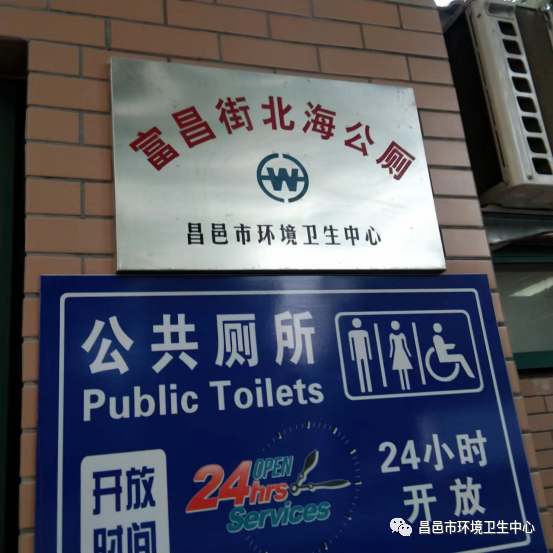 富昌街北海公厕
W
昌邑市环境卫生中心
公共厕所
Public Toilets
开放
时间
OPEN
24hrs
Services
24小时
开放
昌邑市环境卫生中心